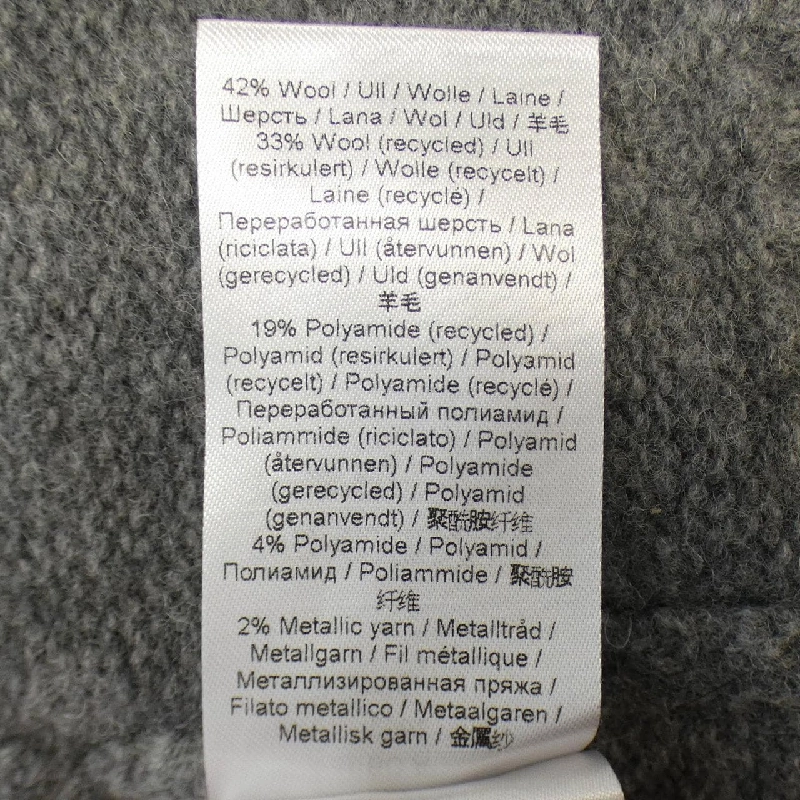 42% Wool / Ull / Wolle / Laine /
Шерсть / Lana / Wol / Uld / 羊毛
33% Wool (recycled) / Ull
(resirkulert) / Wolle (recycelt) /
Laine (recyclé) /
Переработанная шерсть / Lana
(riciclata) / Ull (återvunnen) / Wol
(gerecycled) / Uld (genanvendt) /
羊毛
19% Polyamide (recycled) /
Polyamid (resirkulert) / Polyamid
(recycelt) / Polyamide (recyclé) /
Переработанный полиамид /
Poliammide (riciclato) / Polyamid
(återvunnen) / Polyamide
(gerecycled) / Polyamid
(genanvendt) / 聚酰胺纤维
4% Polyamide / Polyamid /
Полиамид / Poliammide / 聚酰胺
纤维
2% Metallic yarn / Metalltråd /
Metallgarn / Fil métallique /
Металлизированная пряжа /
Filato metallico / Metaalgaren /
Metallisk garn / 金属纱